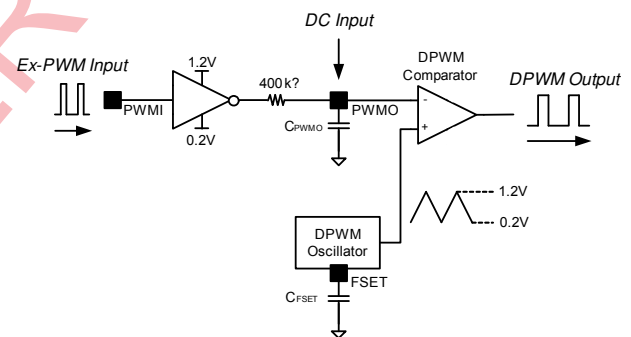 DC Input
Ex-PWM Input
1.2V
DPWM
Comparator
DPWM Output
400k?
PWMI
PWMO
-
+
CPWMO
0.2V
1.2V
0.2V
DPWM
Oscillator
FSET
CFSET